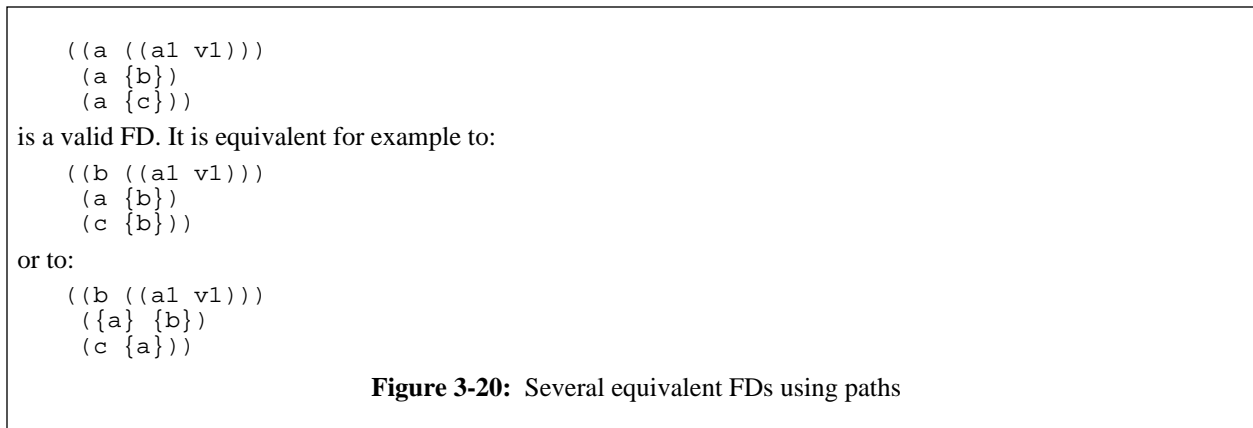 ((a ((a1 v1)))
(a {b})
(a {c}))
is a valid FD. It is equivalent for example to:
((b ((a1 v1)))
(a {b})
(c {b}))
or to:
((b ((a1 v1)))
({a} {b})
(c {a}))
Figure 3-20: Several equivalent FDs using paths